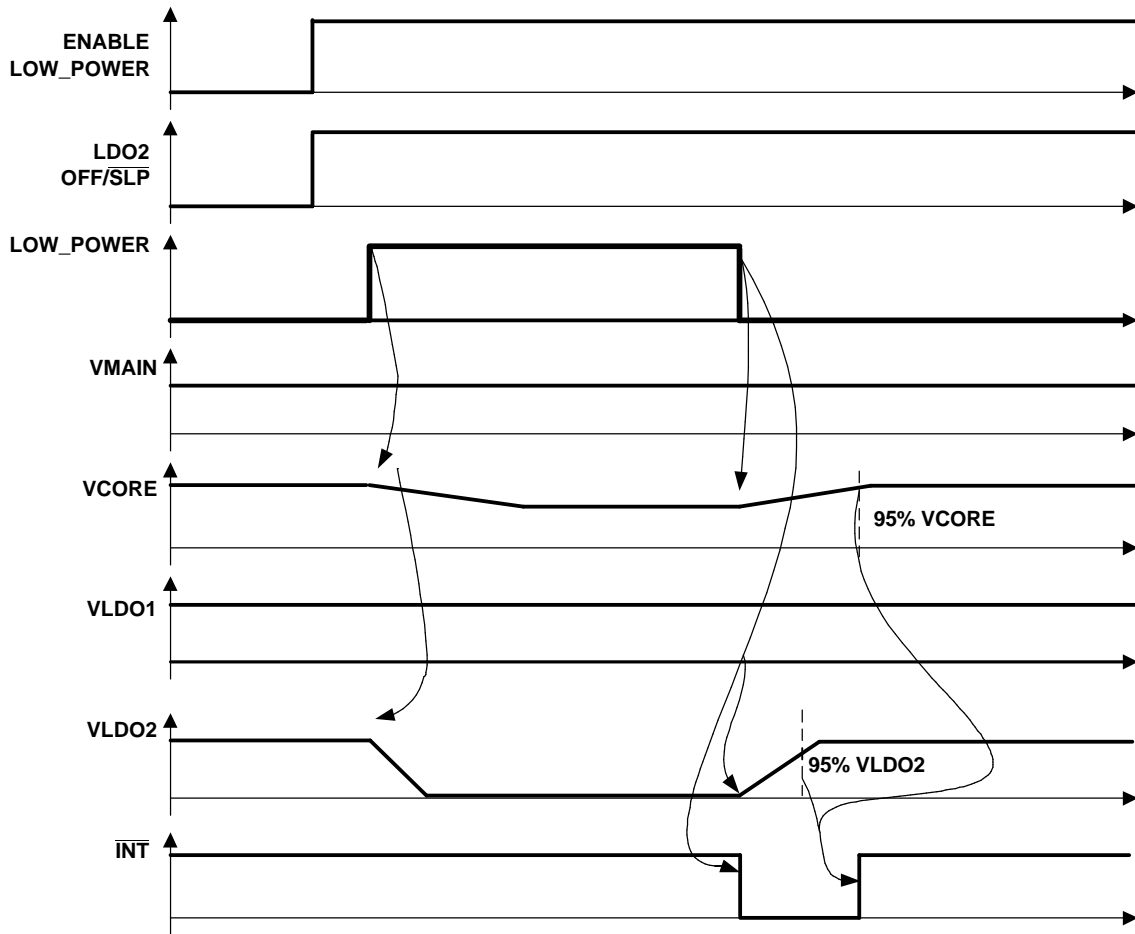 ENABLE
LOW_POWER
LDO2
OFF/SLP
LOW_POWER
VMAIN
VCORE
95% VCORE
VLDO1
VLDO2
95% VLDO2
INT